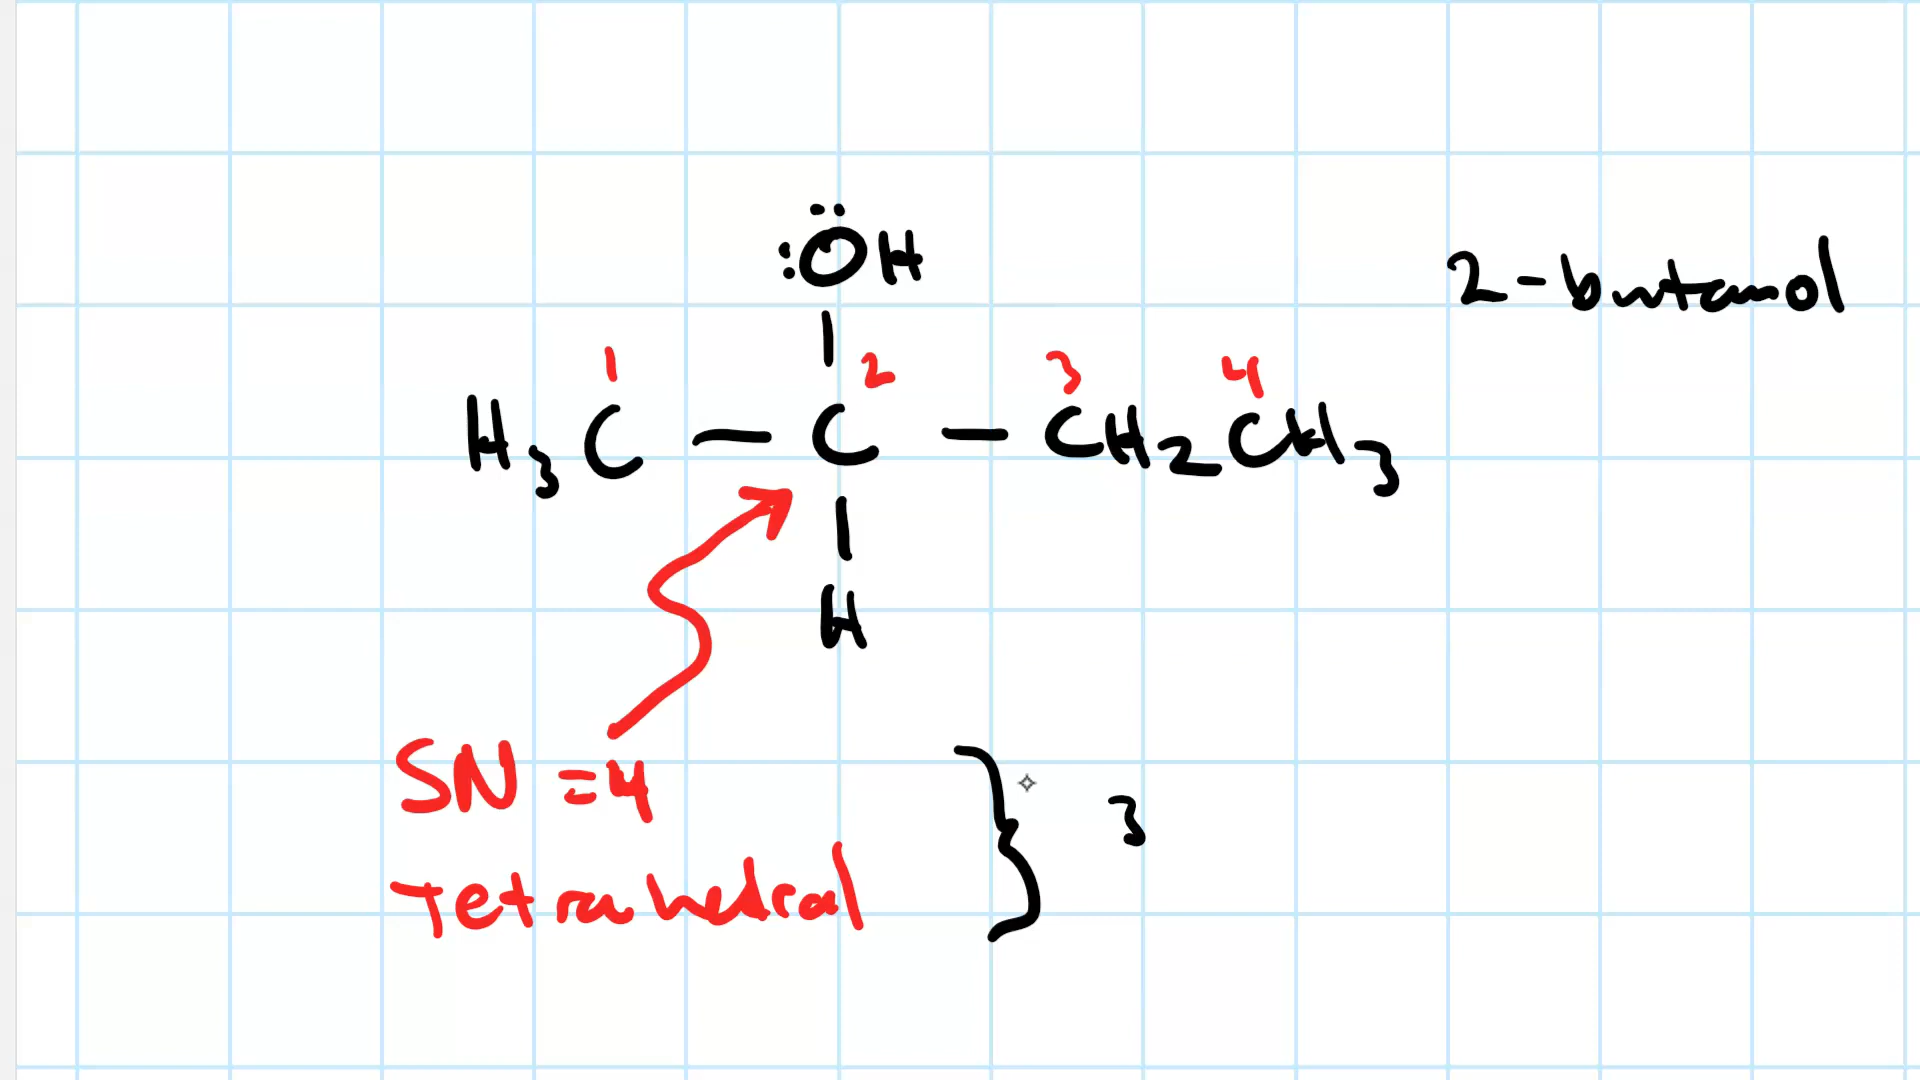 :ÖH
2-butanol
1 2 3 4
H₃C — C — CH₂CH₃
H
SN = 4
Tetrahedral
} 3